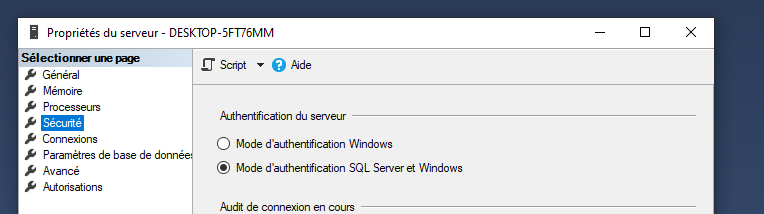 Propriétés du serveur - DESKTOP-5FT76MM
Sélectionner une page
Général
Mémoire
Processeurs
Sécurité
Connexions
Paramètres de base de données
Avancé
Autorisations
Script
Aide
Authentification du serveur
Mode d'authentification Windows
Mode d'authentification SQL Server et Windows
Audit de connexion en cours